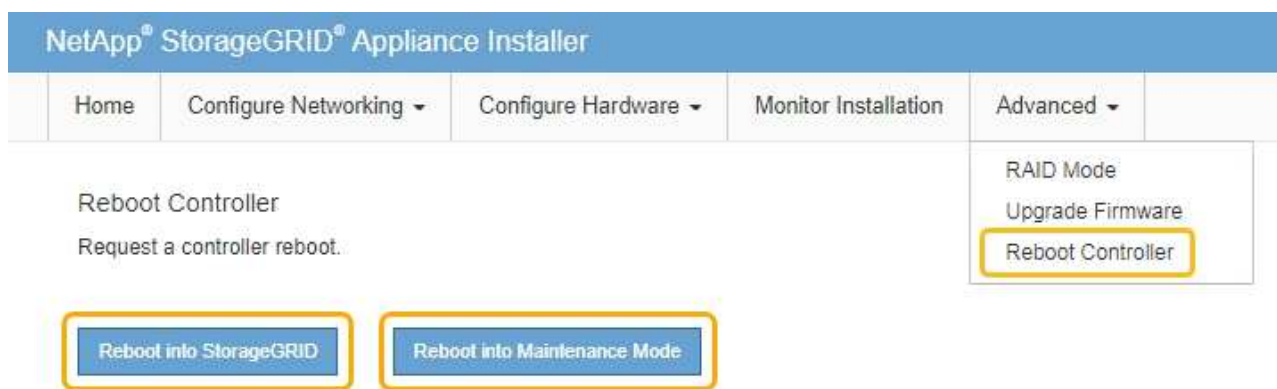 NetApp® StorageGRID® Appliance Installer
Home Configure Networking Configure Hardware Monitor Installation Advanced
RAID Mode
Upgrade Firmware
Reboot Controller
Reboot Controller
Request a controller reboot.
Reboot into StorageGRID Reboot into Maintenance Mode